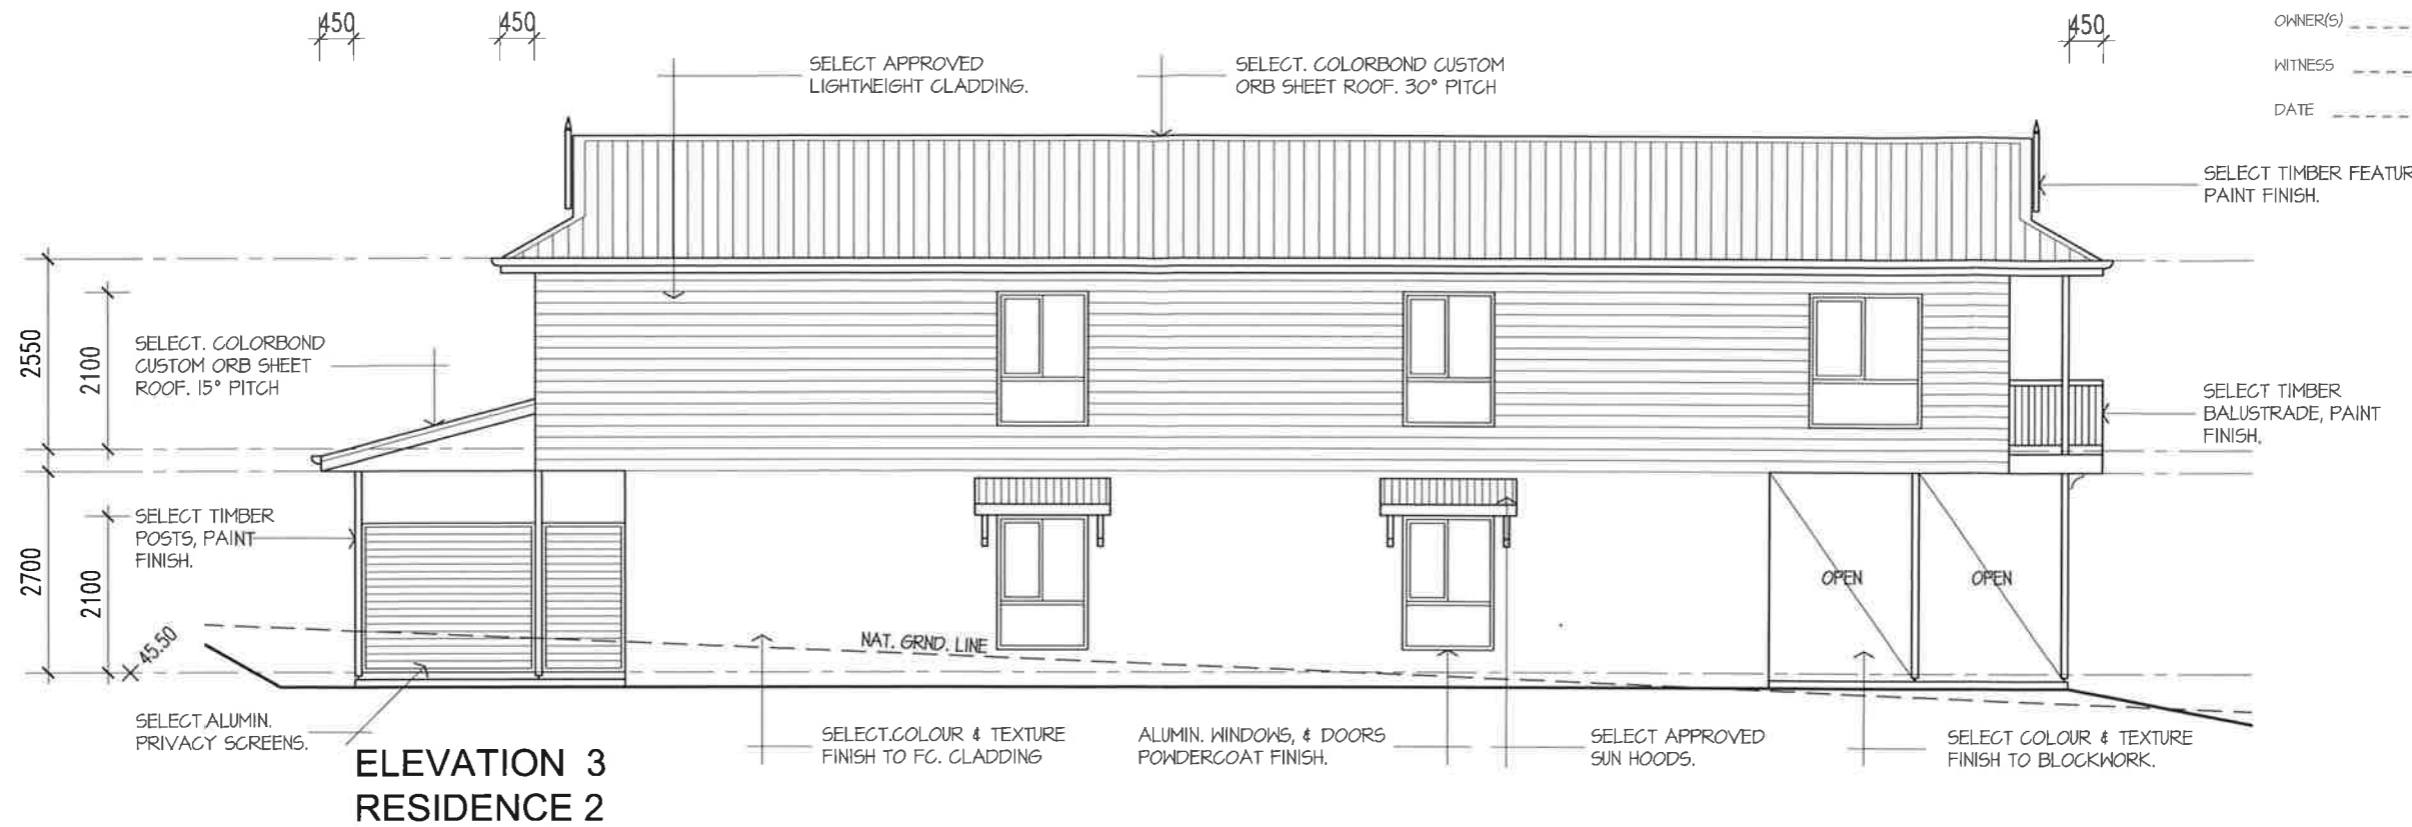 450
450
450
OWNER(S)
WITNESS
DATE
SELECT APPROVED
LIGHTWEIGHT CLADDING.
SELECT. COLORBOND CUSTOM
ORB SHEET ROOF. 30° PITCH
SELECT TIMBER FEATUR
PAINT FINISH.
2550
2100
SELECT. COLORBOND
CUSTOM ORB SHEET
ROOF. 15° PITCH
SELECT TIMBER
BALUSTRADE, PAINT
FINISH.
2700
2100
SELECT TIMBER
POSTS, PAINT
FINISH.
OPEN
OPEN
45.50
NAT. GRND. LINE
SELECT ALUMIN.
PRIVACY SCREENS.
SELECT.COLOUR & TEXTURE
FINISH TO FC. CLADDING
ALUMIN. WINDOWS, & DOORS
POWDERCOAT FINISH.
SELECT APPROVED
SUN HOODS.
SELECT COLOUR & TEXTURE
FINISH TO BLOCKWORK.
ELEVATION 3
RESIDENCE 2